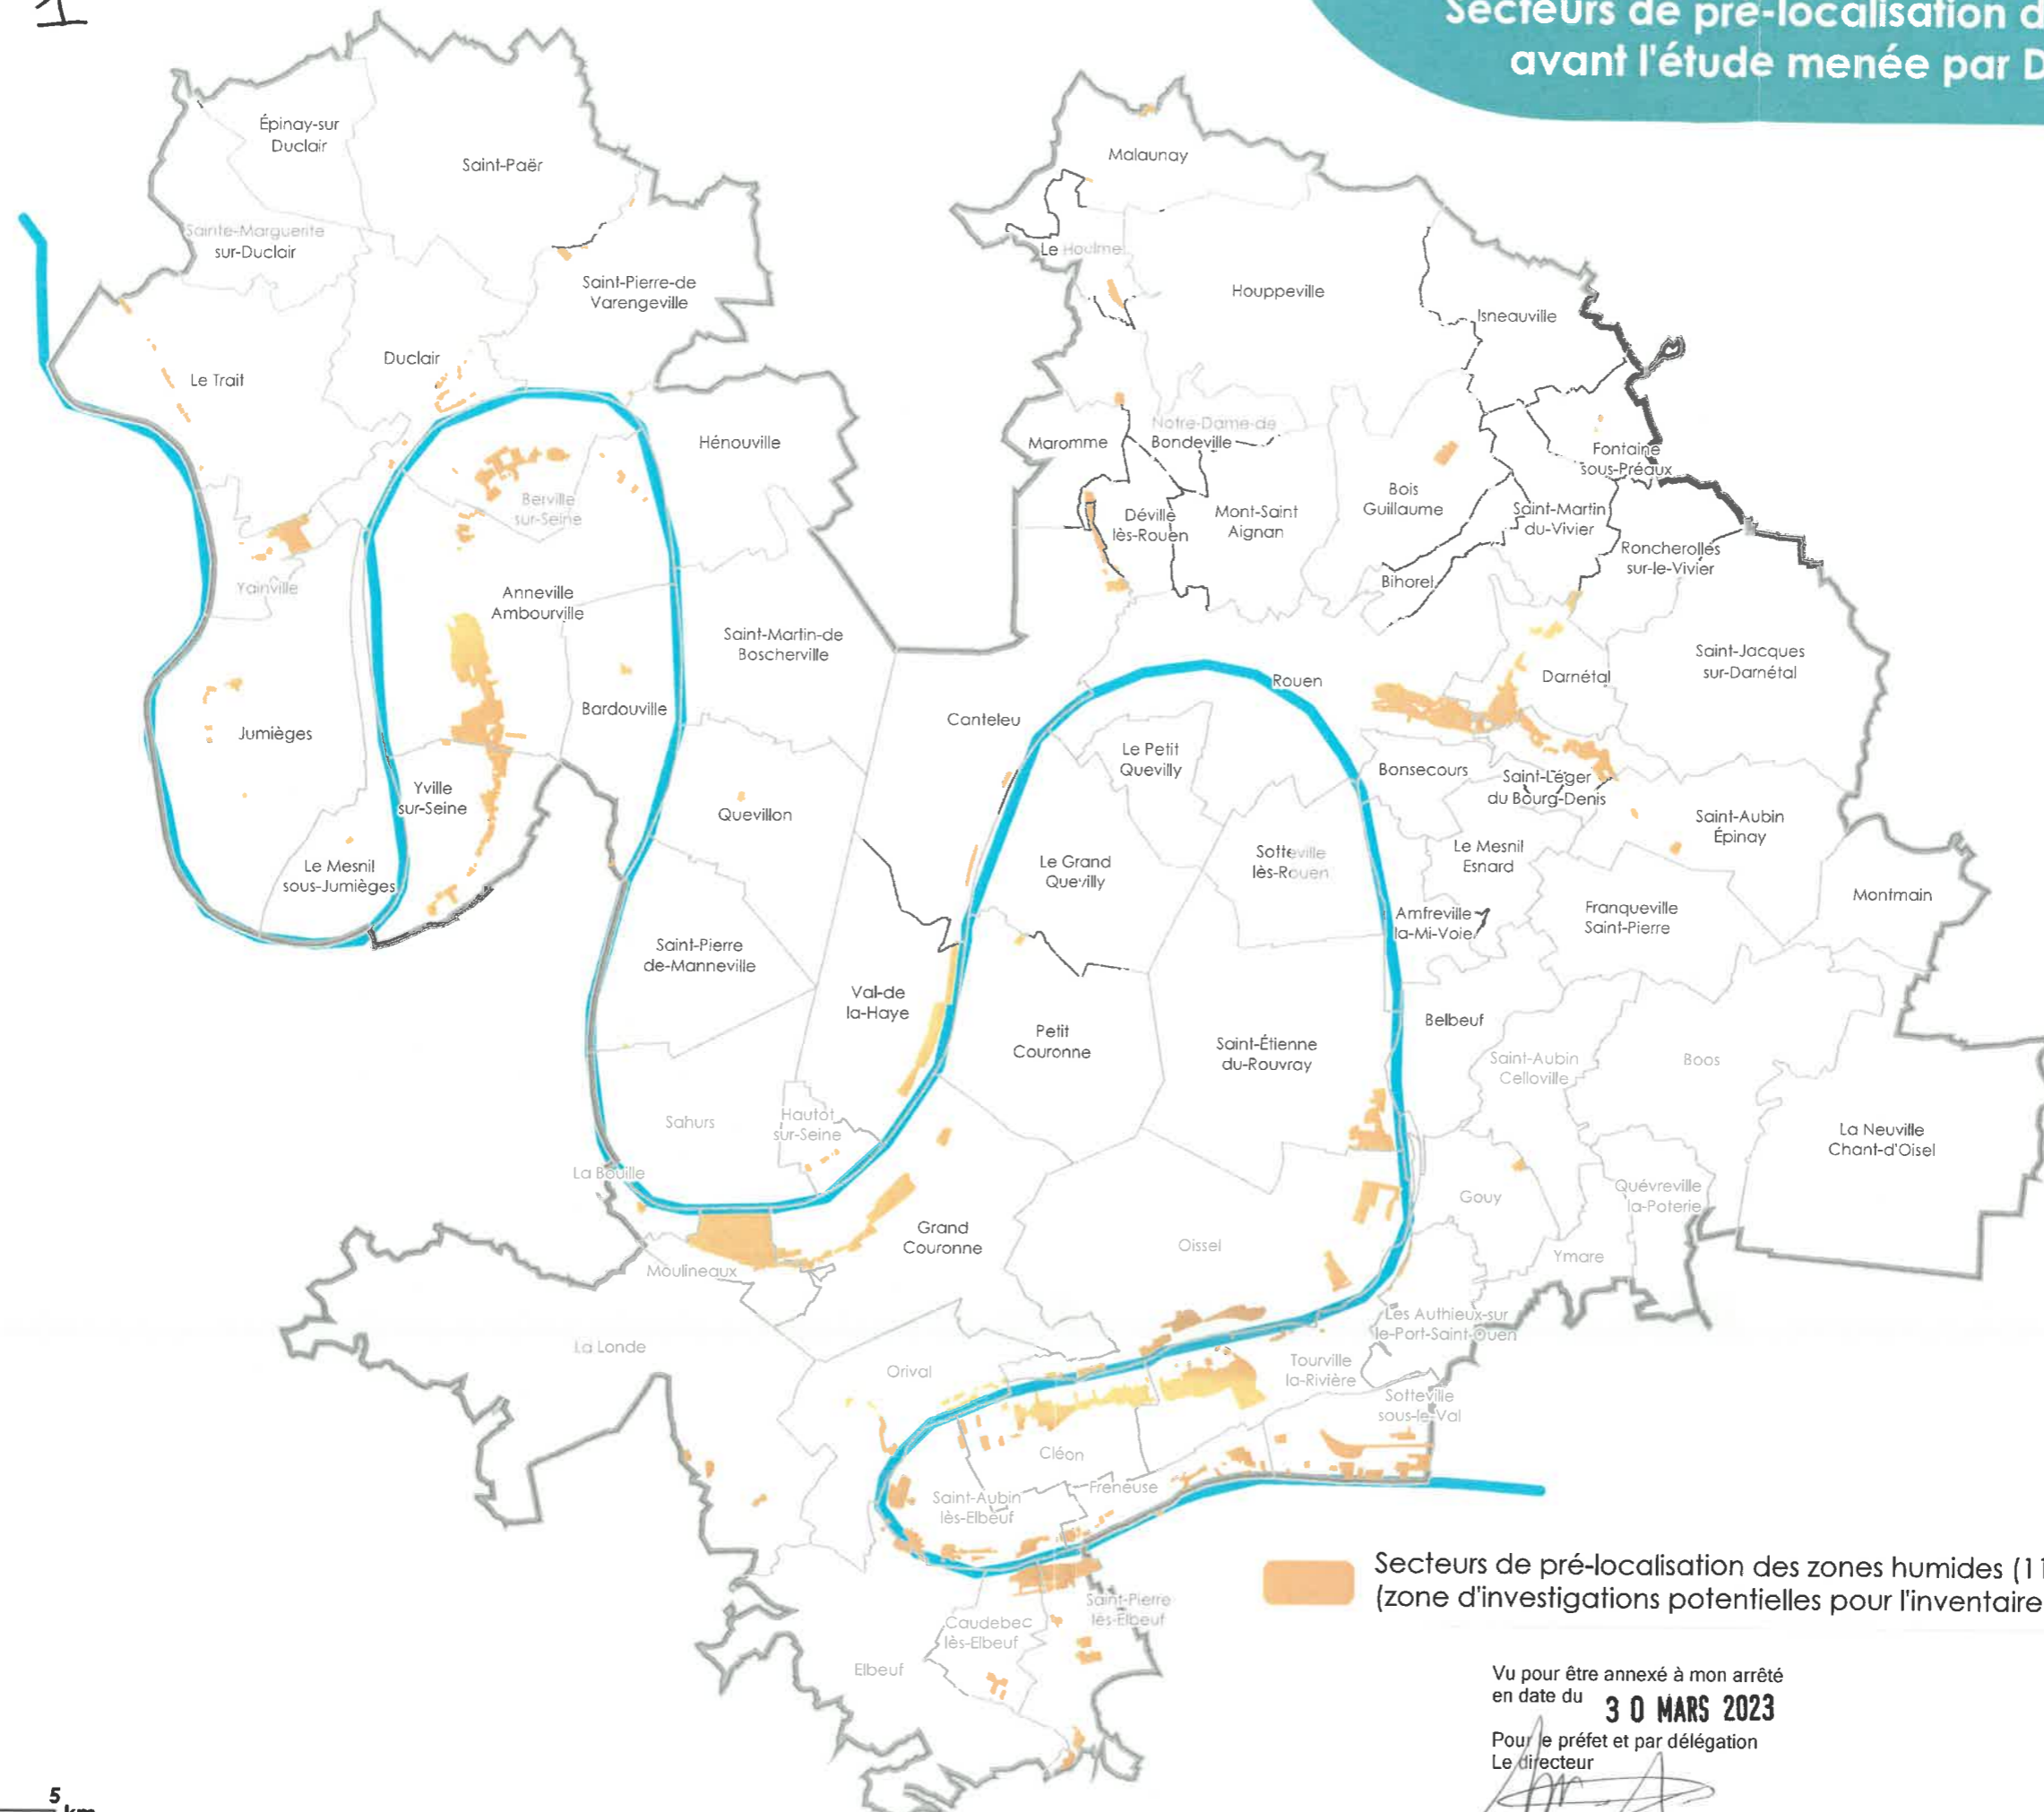 1
Secteurs de pré-localisation d
avant l'étude menée par D
Épinay-sur
Duclair
Saint-Paër
Malaunay
Sainte-Marguerite
sur-Duclair
Le Houlme
Saint-Pierre-de
Varengeville
Houppeville
Isneauville
Duclair
Le Trait
Hénouville
Maromme
Notre-Dame-de
Bondeville
Fontaine
sous-Préaux
Berville
sur-Seine
Bois
Guillaume
Déville
lès-Rouen
Mont-Saint
Aignan
Saint-Martin
du-Vivier
Roncherolles
sur-le-Vivier
Yainville
Bihorel
Anneville
Ambourville
Saint-Martin-de
Boscherville
Saint-Jacques
sur-Darnétal
Rouen
Darnétal
Bardouville
Canteleu
Jumièges
Le Petit
Quevilly
Bonsecours
Saint-Léger
du Bourg-Denis
Yville
sur-Seine
Quevillon
Saint-Aubin
Épinay
Le Mesnil
sous-Jumièges
Le Grand
Quevilly
Sotteville
lès-Rouen
Le Mesnil
Esnard
Montmain
Amfreville
la-Mi-Voie
Franqueville
Saint-Pierre
Saint-Pierre
de-Manneville
Val-de
la-Haye
Petit
Couronne
Saint-Étienne
du-Rouvray
Belbeuf
Saint-Aubin
Celloville
Boos
Sahurs
Hautot
sur-Seine
La Neuville
Chant-d'Oisel
La Bouille
Gouy
Quévreville
la-Poterie
Grand
Couronne
Oissel
Ymare
Moulineaux
Les Authieux-sur
le-Port-Saint-Ouen
La Londe
Orival
Tourville
la-Rivière
Sotteville
sous-le-Val
Cléon
Freneuse
Saint-Aubin
lès-Elbeuf
Saint-Pierre
lès-Elbeuf
Caudebec
lès-Elbeuf
Elbeuf
Secteurs de pré-localisation des zones humides (11
(zone d'investigations potentielles pour l'inventaire
Vu pour être annexé à mon arrêté
en date du 30 MARS 2023
Pour le préfet et par délégation
Le directeur
5
km